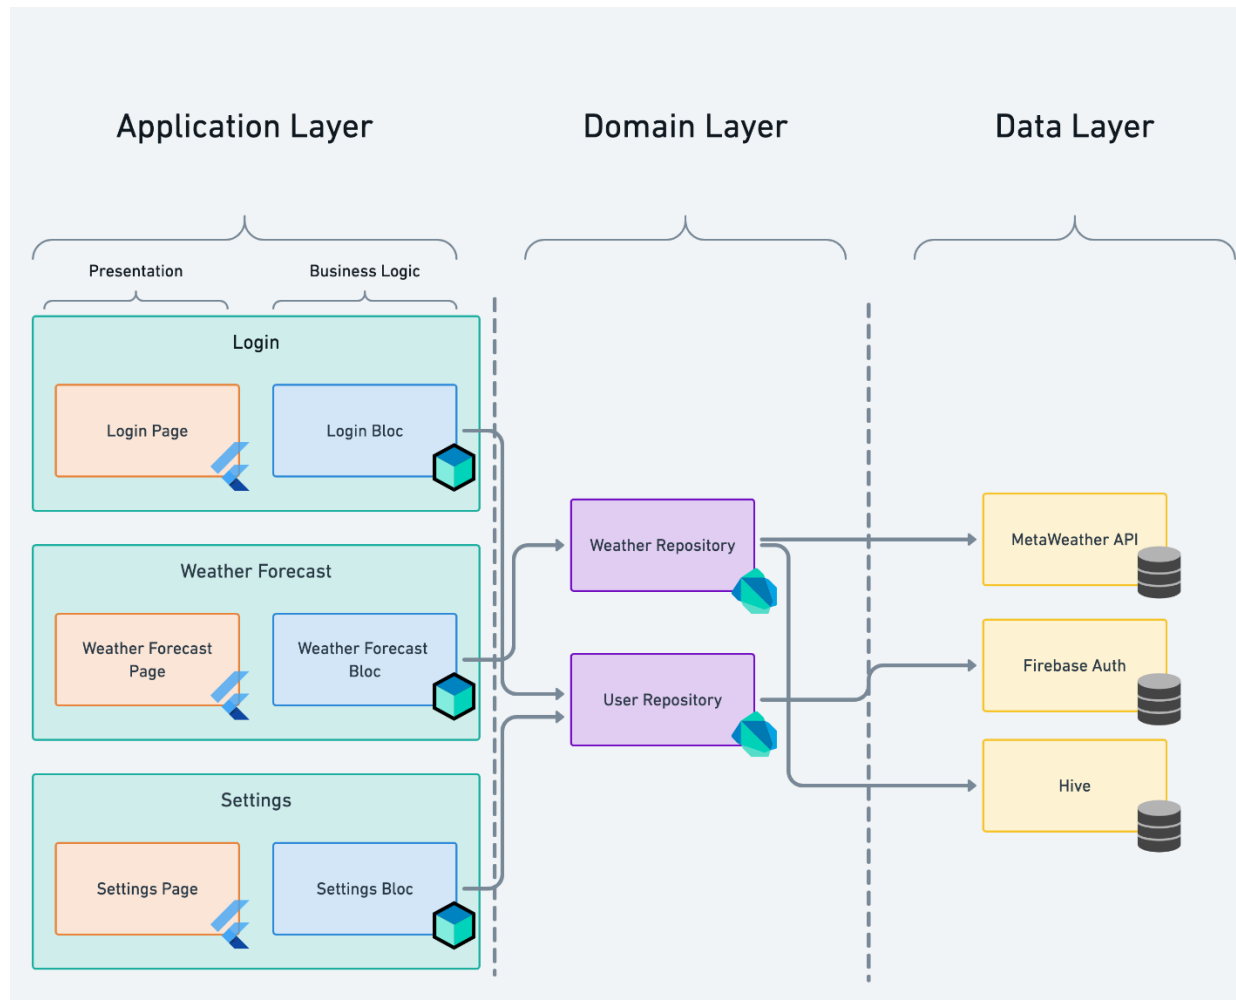 Application Layer
Domain Layer
Data Layer
Presentation
Business Logic
Login
Login Page
Login Bloc
Weather Forecast
Weather Forecast
Page
Weather Forecast
Bloc
Settings
Settings Page
Settings Bloc
Weather Repository
User Repository
MetaWeather API
Firebase Auth
Hive